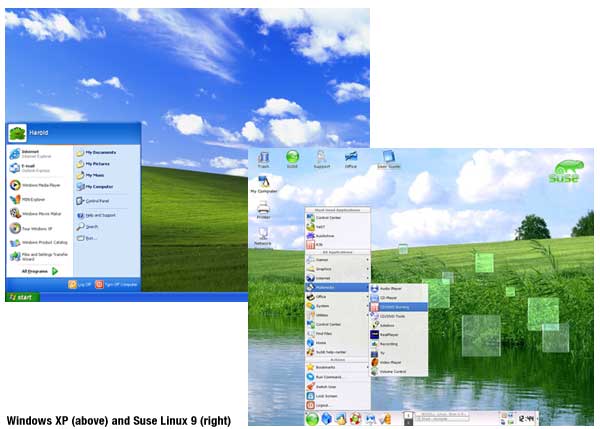 Harold
Internet
Internet Explorer
E-mail
Outlook Express
Windows Media Player
MSN Explorer
Windows Movie Maker
Tour Windows XP
Windows Product Catalog
Files and Settings Transfer
Wizard
All Programs
My Documents
My Pictures
My Music
My Computer
Control Panel
Help and Support
Search
Run...
Log Off
Turn Off Computer
start
Trash
SUSE
Support
Office
User Guide
My Computer
Printer
Network
SUSE
Most Used Applications
Control Center
YaST
K3b
All Applications
Games
Graphics
Internet
Multimedia
Office
System
Utilities
Control Center
Find Files
Home
SUSE help-center
Actions
Bookmarks
Run Command...
Switch User
Lock Screen
Logout...
Audio Player
CD Player
CD/DVD Burning
CD/DVD Tools
Jukebox
RealPlayer
Recording
TV
Video Player
Volume Control
12:44
Windows XP (above) and Suse Linux 9 (right)